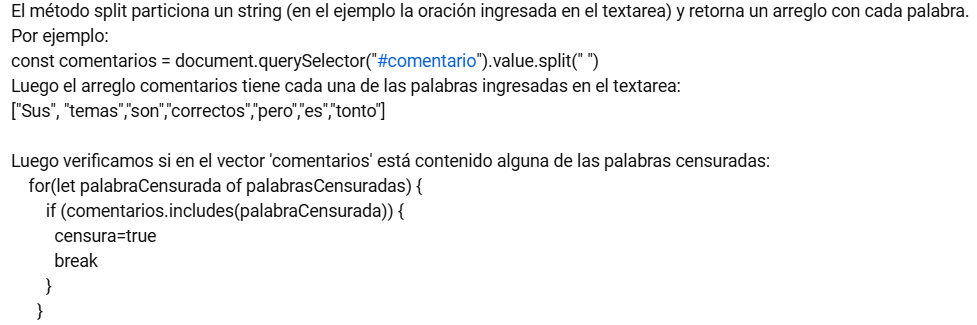 El método split particiona un string (en el ejemplo la oración ingresada en el textarea) y retorna un arreglo con cada palabra.
Por ejemplo:
const comentarios = document.querySelector("#comentario").value.split(" ")
Luego el arreglo comentarios tiene cada una de las palabras ingresadas en el textarea:
["Sus", "temas","son","correctos","pero","es","tonto"]

Luego verificamos si en el vector 'comentarios' está contenido alguna de las palabras censuradas:
    for(let palabraCensurada of palabrasCensuradas) {
        if (comentarios.includes(palabraCensurada)) {
          censura=true
          break
        }
      }